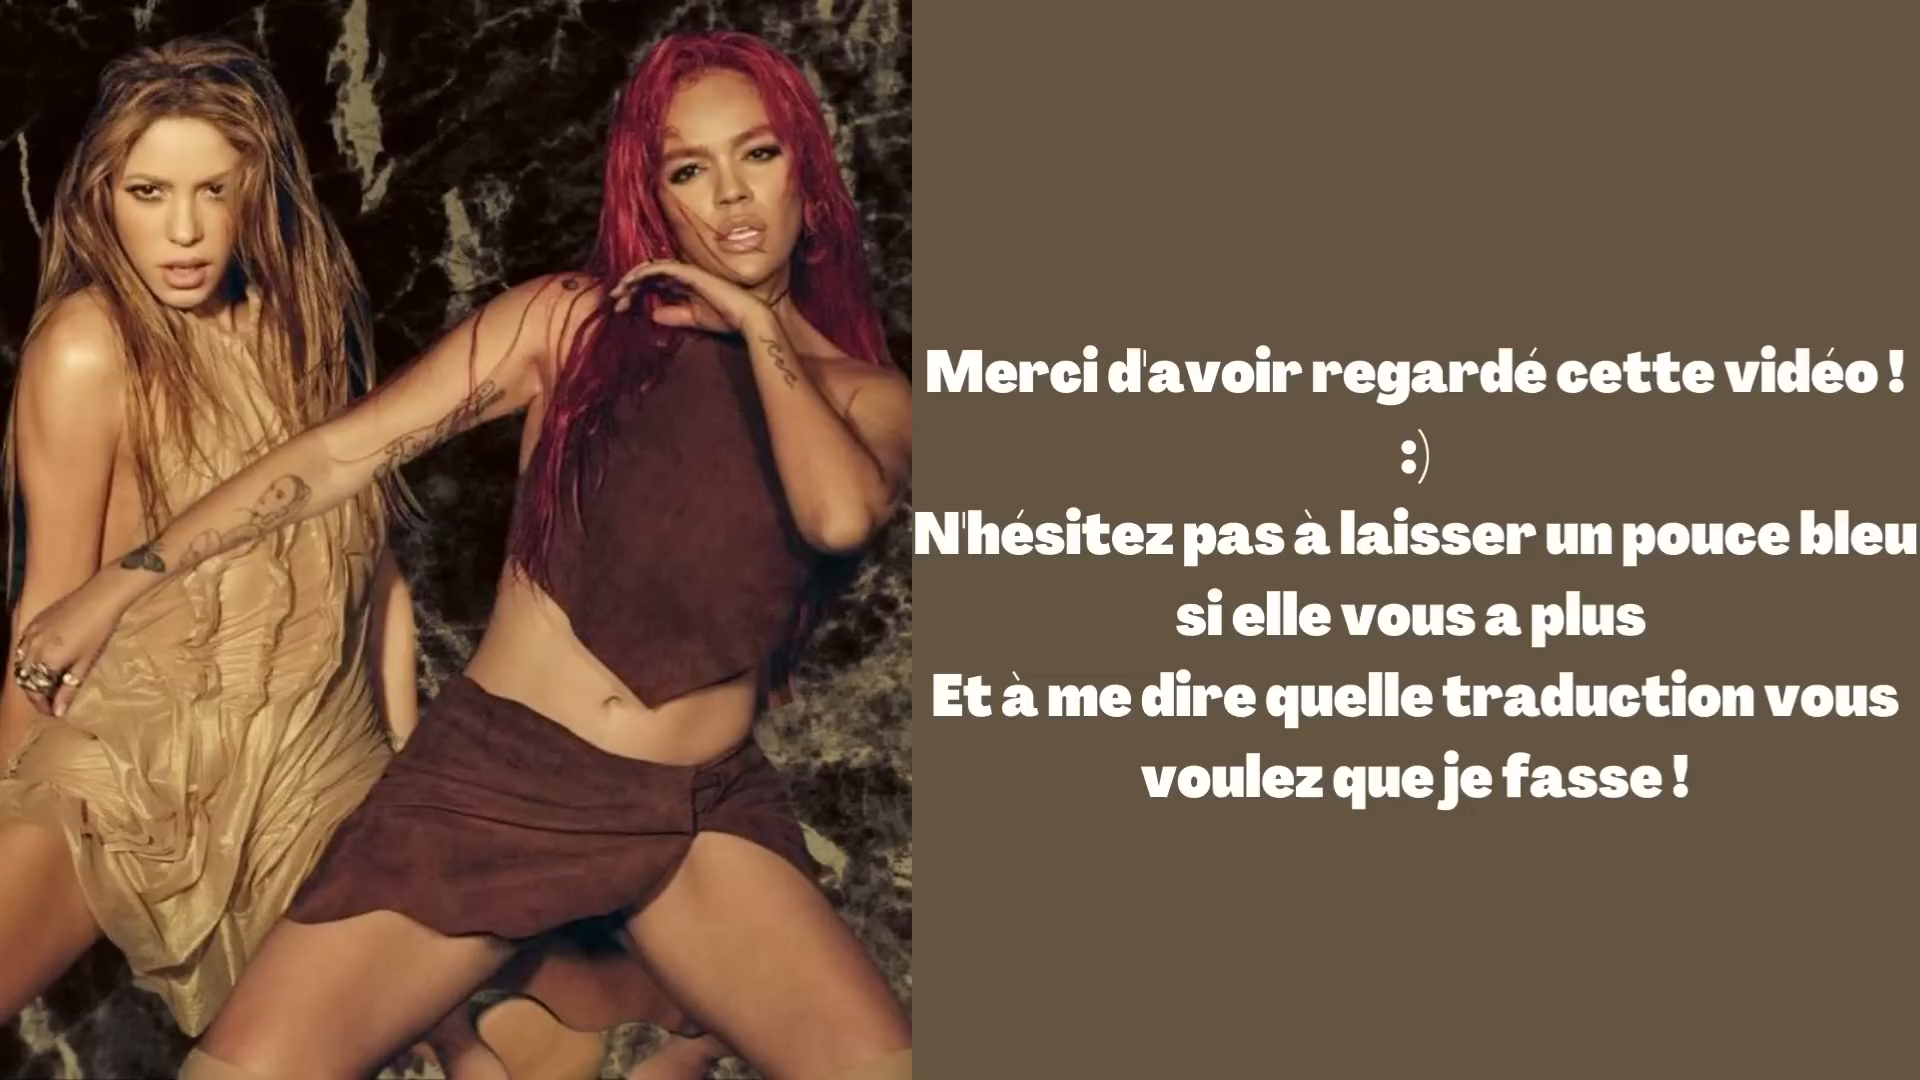 Merci d'avoir regardé cette vidéo !
:)
N'hésitez pas à laisser un pouce bleu
si elle vous a plus
Et à me dire quelle traduction vous
voulez que je fasse !